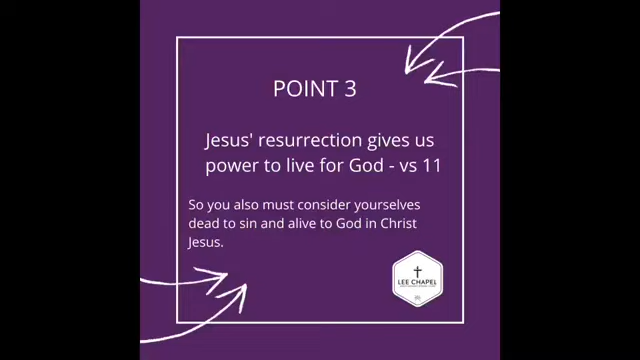 POINT 3
Jesus' resurrection gives us
power to live for God - vs 11
So you also must consider yourselves
dead to sin and alive to God in Christ
Jesus.
LEE CHAPEL